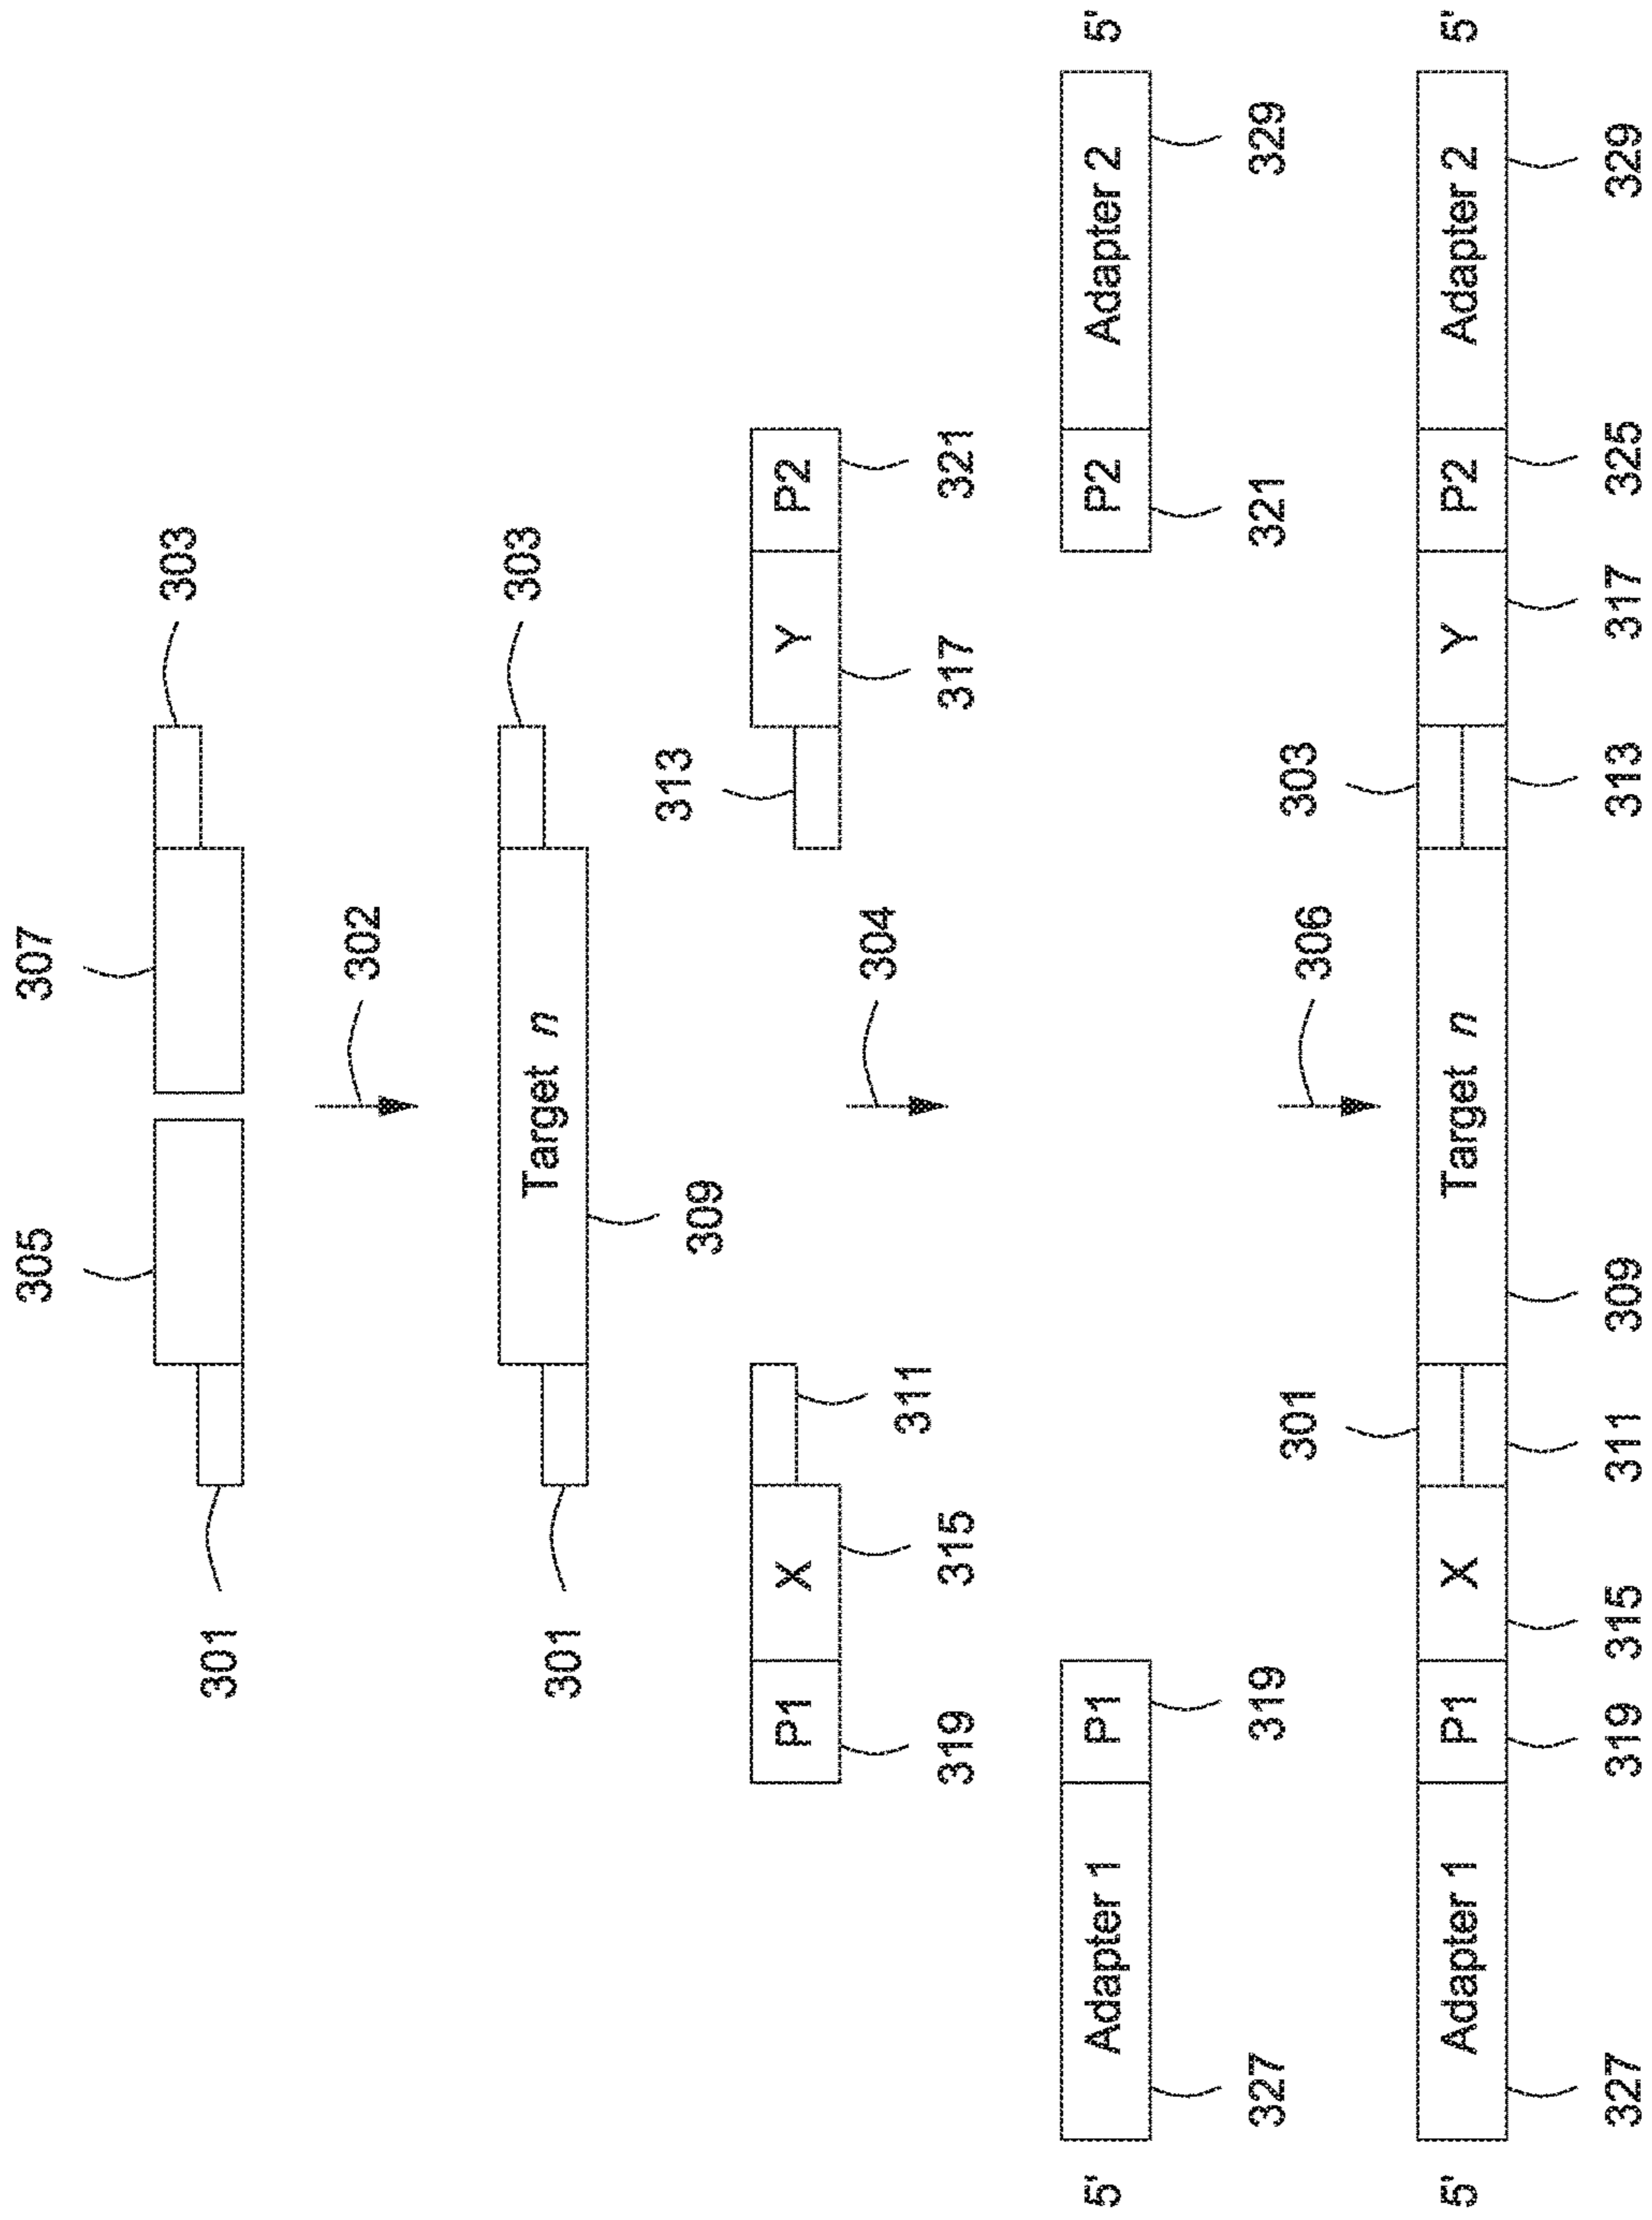 305 307
303
301
302
303
Target n
301
313
309
P1 X Y P2
304
311
319 315 317 321
5' Adapter 1 P1 P2 Adapter 2 5'
327 319 321 329
301 306 303
5' Adapter 1 P1 X Target n Y P2 Adapter 2 5'
327 319 315 311 309 313 317 325 329